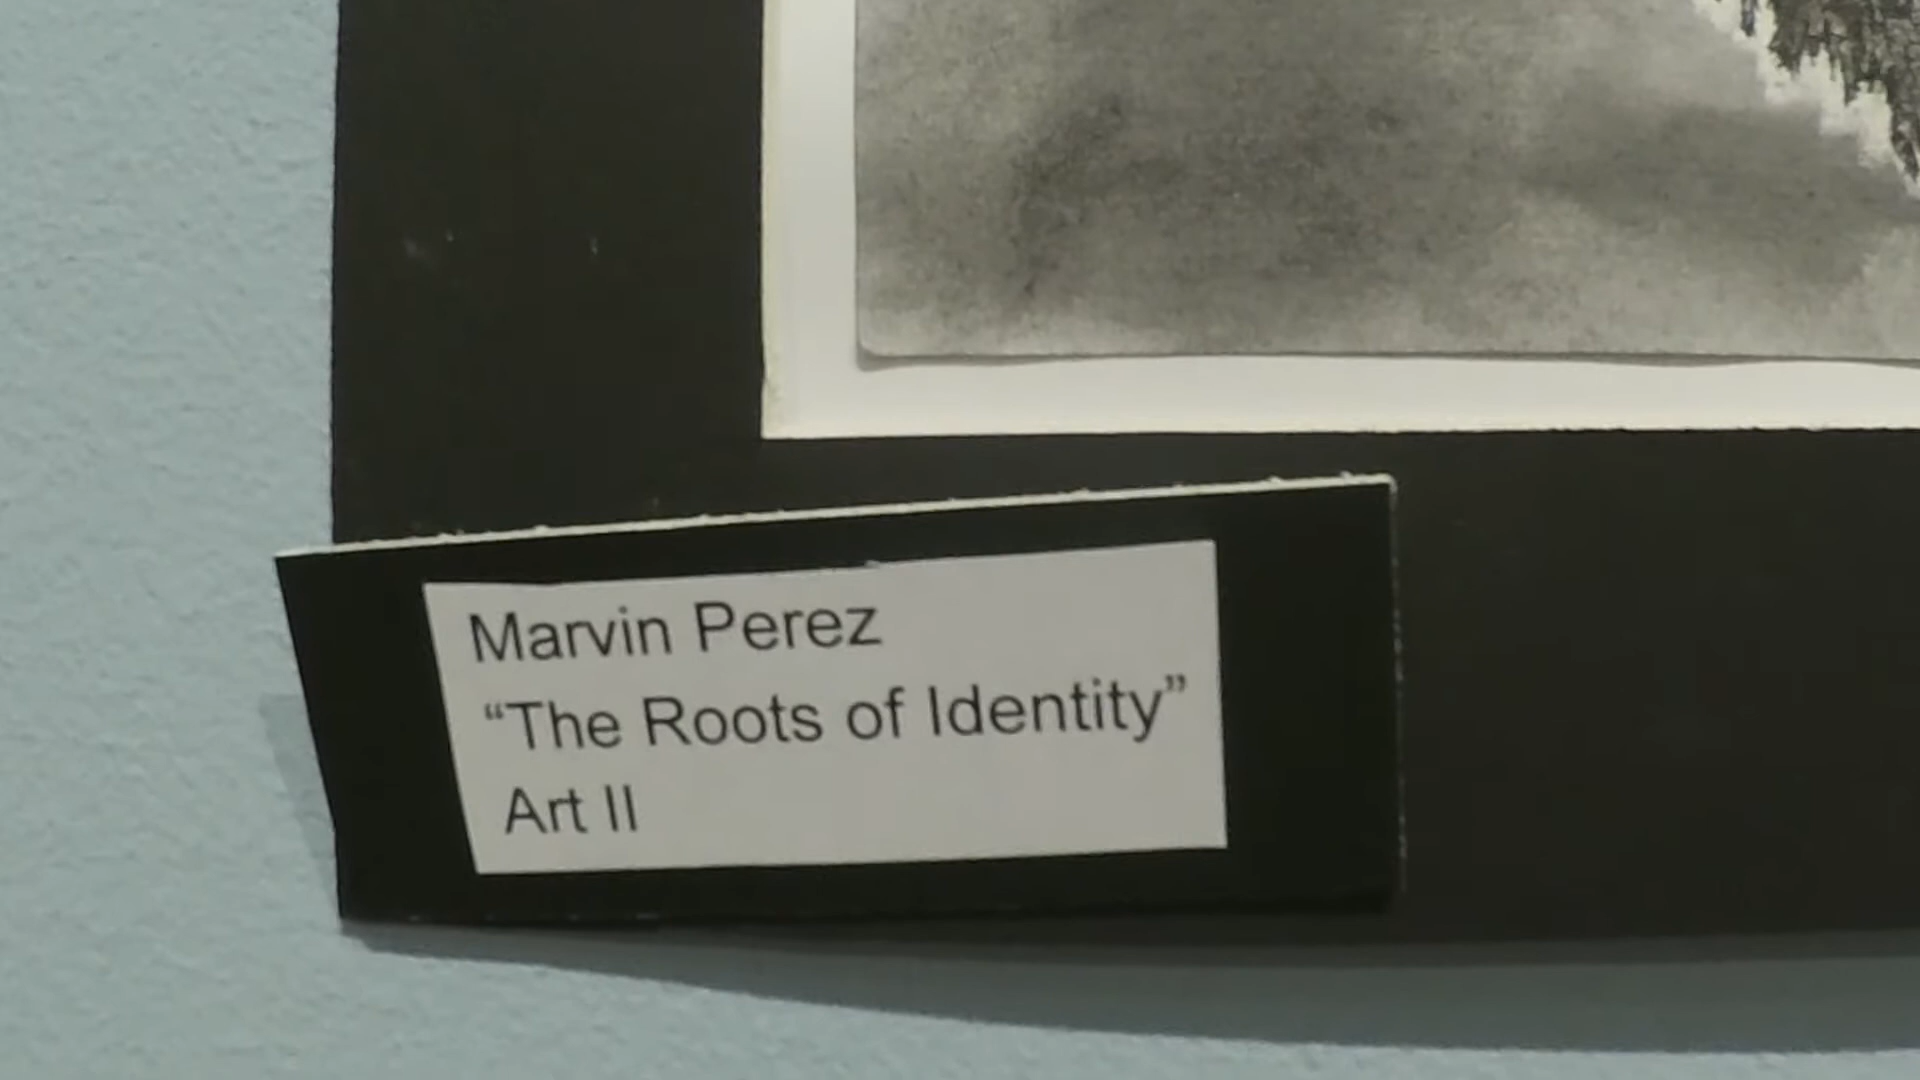 Marvin Perez
“The Roots of Identity”
Art II